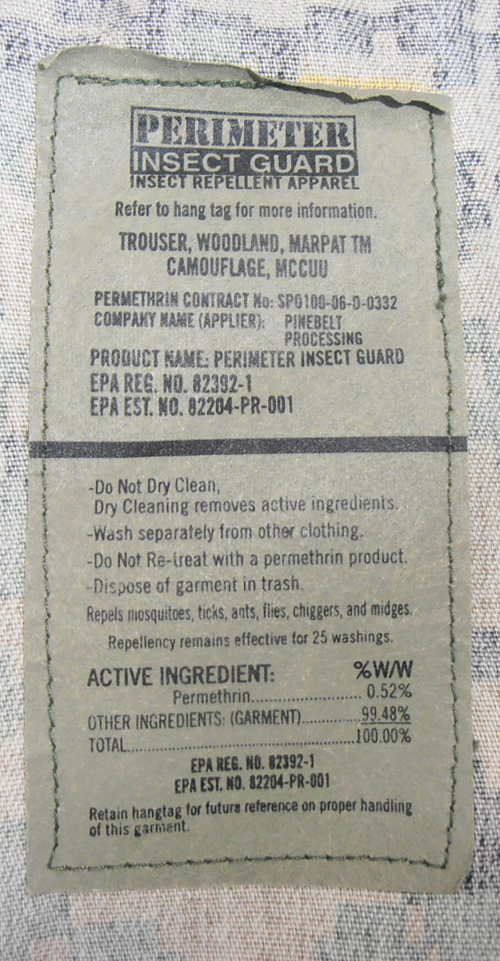 PERIMETER
INSECT GUARD
INSECT REPELLENT APPAREL
Refer to hang tag for more information.
TROUSER, WOODLAND, MARPAT TM
CAMOUFLAGE, MCCUU
PERMETHRIN CONTRACT No: SP0100-06-D-0332
COMPANY NAME (APPLIER): PINEBELT
PROCESSING
PRODUCT NAME: PERIMETER INSECT GUARD
EPA REG. NO. 82392-1
EPA EST. NO. 82204-PR-001
-Do Not Dry Clean,
Dry Cleaning removes active ingredients.
-Wash separately from other clothing.
-Do Not Re-treat with a permethrin product.
-Dispose of garment in trash.
Repels mosquitoes, ticks, ants, flies, chiggers, and midges.
Repellency remains effective for 25 washings.
ACTIVE INGREDIENT: %W/W
Permethrin........................ 0.52%
OTHER INGREDIENTS: (GARMENT).............99.48%
TOTAL..................................................100.00%
EPA REG. NO. 82392-1
EPA EST. NO. 82204-PR-001
Retain hangtag for future reference on proper handling
of this garment.